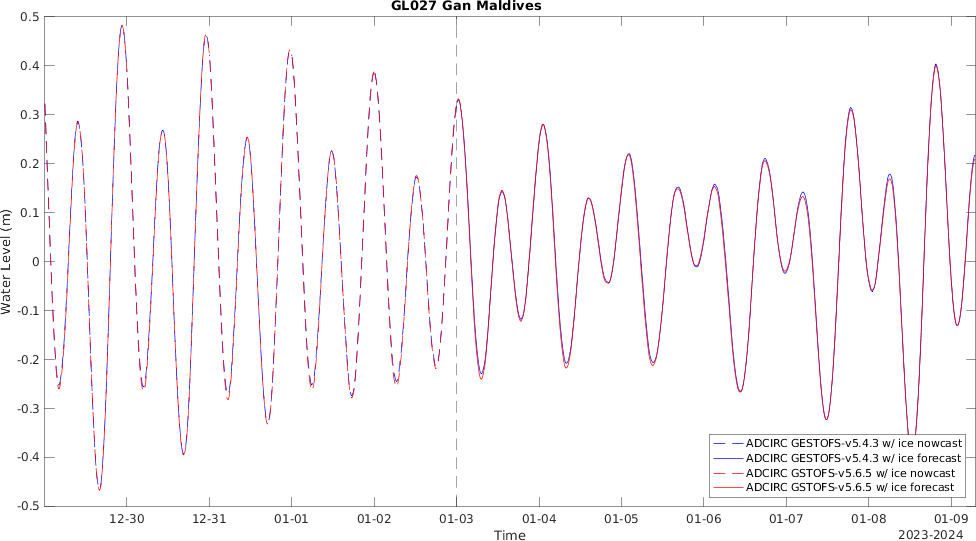 GL027 Gan Maldives
0.5
0.4
0.3
0.2
0.1
0
-0.1
-0.2
-0.3
-0.4
-0.5
Water Level (m)
ADCIRC GESTOFS-v5.4.3 w/ ice nowcast
ADCIRC GESTOFS-v5.4.3 w/ ice forecast
ADCIRC GSTOFS-v5.6.5 w/ ice nowcast
ADCIRC GSTOFS-v5.6.5 w/ ice forecast
12-30 12-31 01-01 01-02 01-03 01-04 01-05 01-06 01-07 01-08 01-09
Time
2023-2024